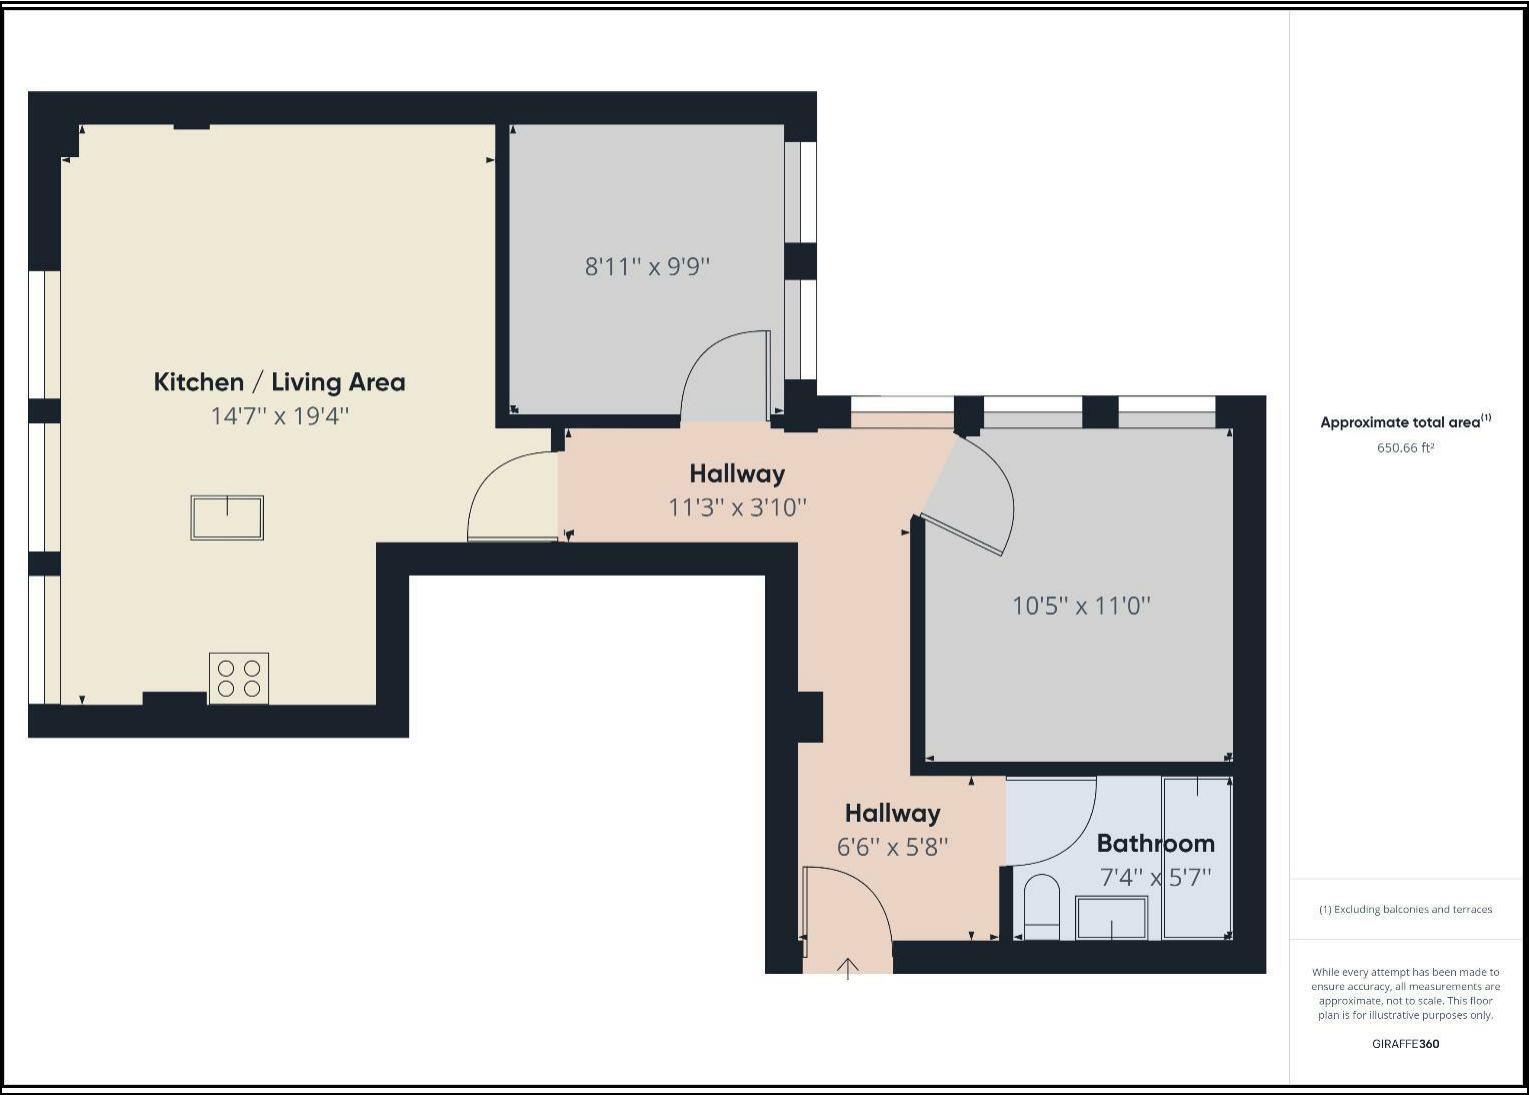 8'11'' x 9'9''
Kitchen / Living Area
14'7'' x 19'4''
Hallway
11'3'' x 3'10''
10'5'' x 11'0''
Hallway
6'6'' x 5'8''
Bathroom
7'4'' x 5'7''
Approximate total area(1)
650.66 ft²
(1) Excluding balconies and terraces
While every attempt has been made to
ensure accuracy, all measurements are
approximate, not to scale. This floor
plan is for illustrative purposes only.
GIRAFFE360